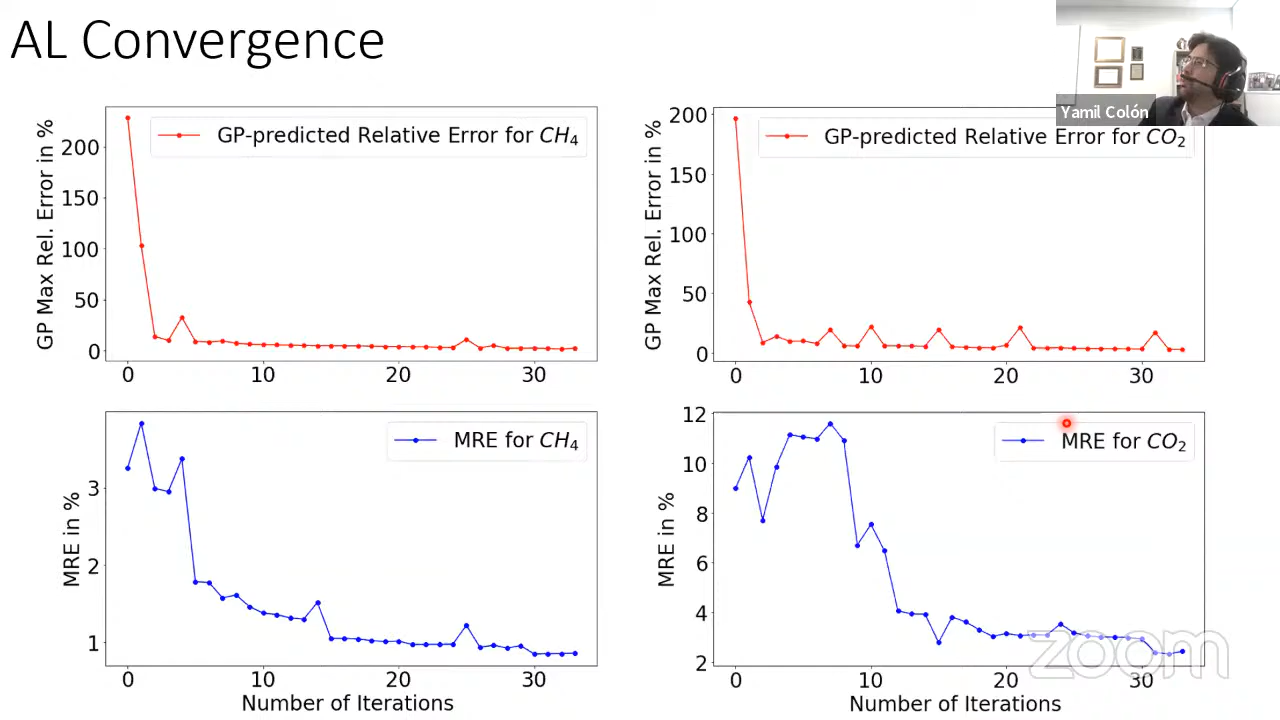 AL Convergence
Yamil Colón
GP Max Rel. Error in %
200
150
100
50
0
GP-predicted Relative Error for CH₄
0 10 20 30
GP Max Rel. Error in %
200
150
100
50
0
GP-predicted Relative Error for CO₂
0 10 20 30
MRE in %
3
2
1
MRE for CH₄
0 10 20 30
Number of Iterations
MRE in %
12
10
8
6
4
2
MRE for CO₂
0 10 20 30
Number of Iterations
zoom